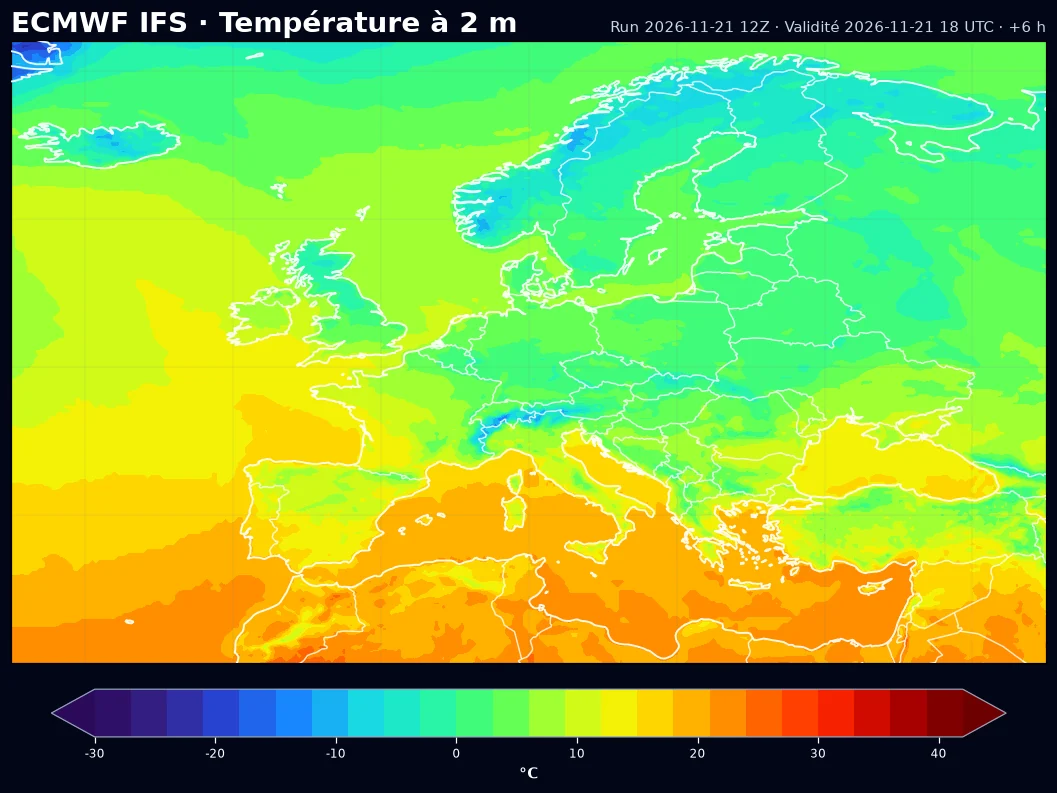 ECMWF IFS · Température à 2 m
Run 2026-11-21 12Z · Validité 2026-11-21 18 UTC · +6 h
-30 -20 -10 0 10 20 30 40
°C